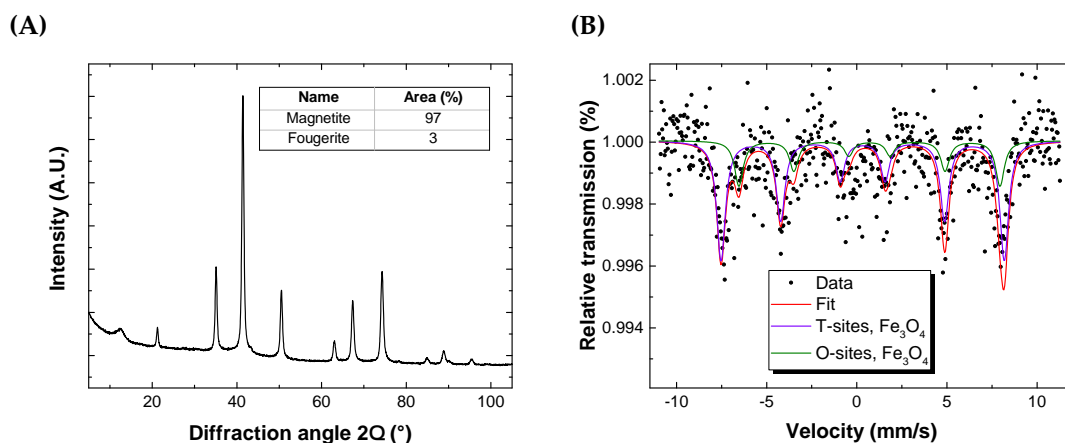 (A)
(B)
Name Area (%)
Magnetite 97
Fougerite 3
Intensity (A.U.)
20 40 60 80 100
Diffraction angle 2Q (°)
1.002
1.000
0.998
0.996
0.994
Relative transmission (%)
Data
Fit
T-sites, Fe₃O₄
O-sites, Fe₃O₄
-10 -5 0 5 10
Velocity (mm/s)